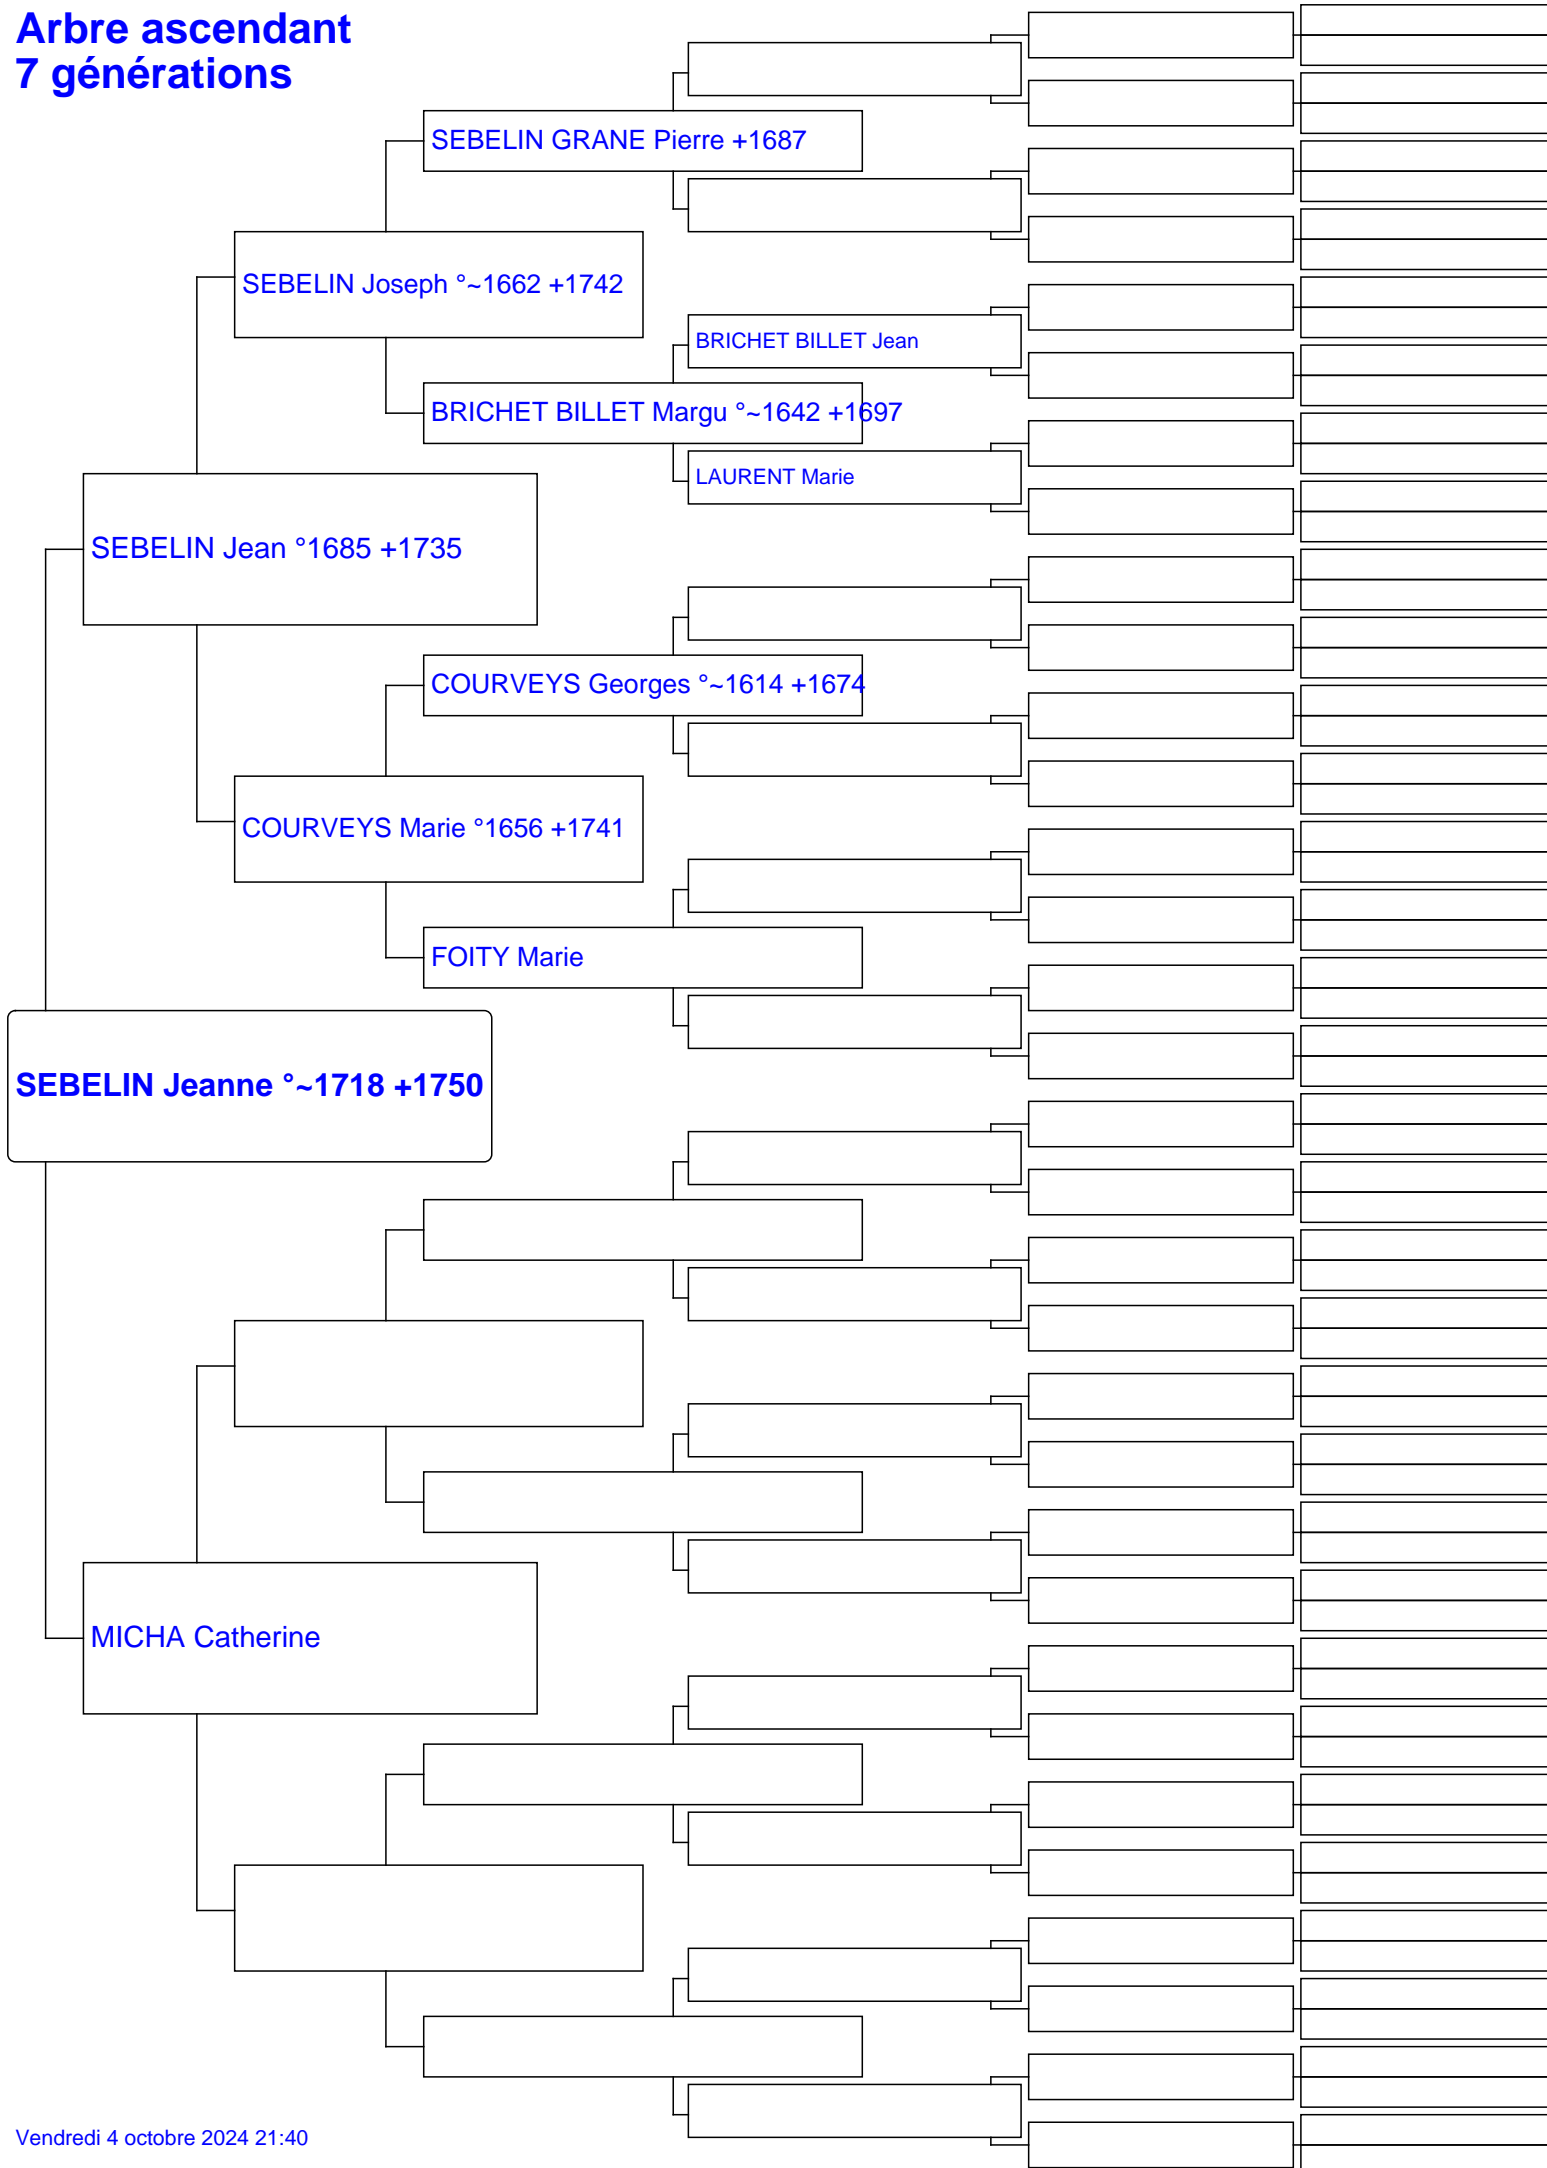 Arbre ascendant
7 générations
SEBELIN GRANE Pierre +1687
SEBELIN Joseph °~1662 +1742
BRICHET BILLET Jean
BRICHET BILLET Margu °~1642 +1697
LAURENT Marie
SEBELIN Jean °1685 +1735
COURVEYS Georges °~1614 +1674
COURVEYS Marie °1656 +1741
FOITY Marie
SEBELIN Jeanne °~1718 +1750
MICHA Catherine
Vendredi 4 octobre 2024 21:40